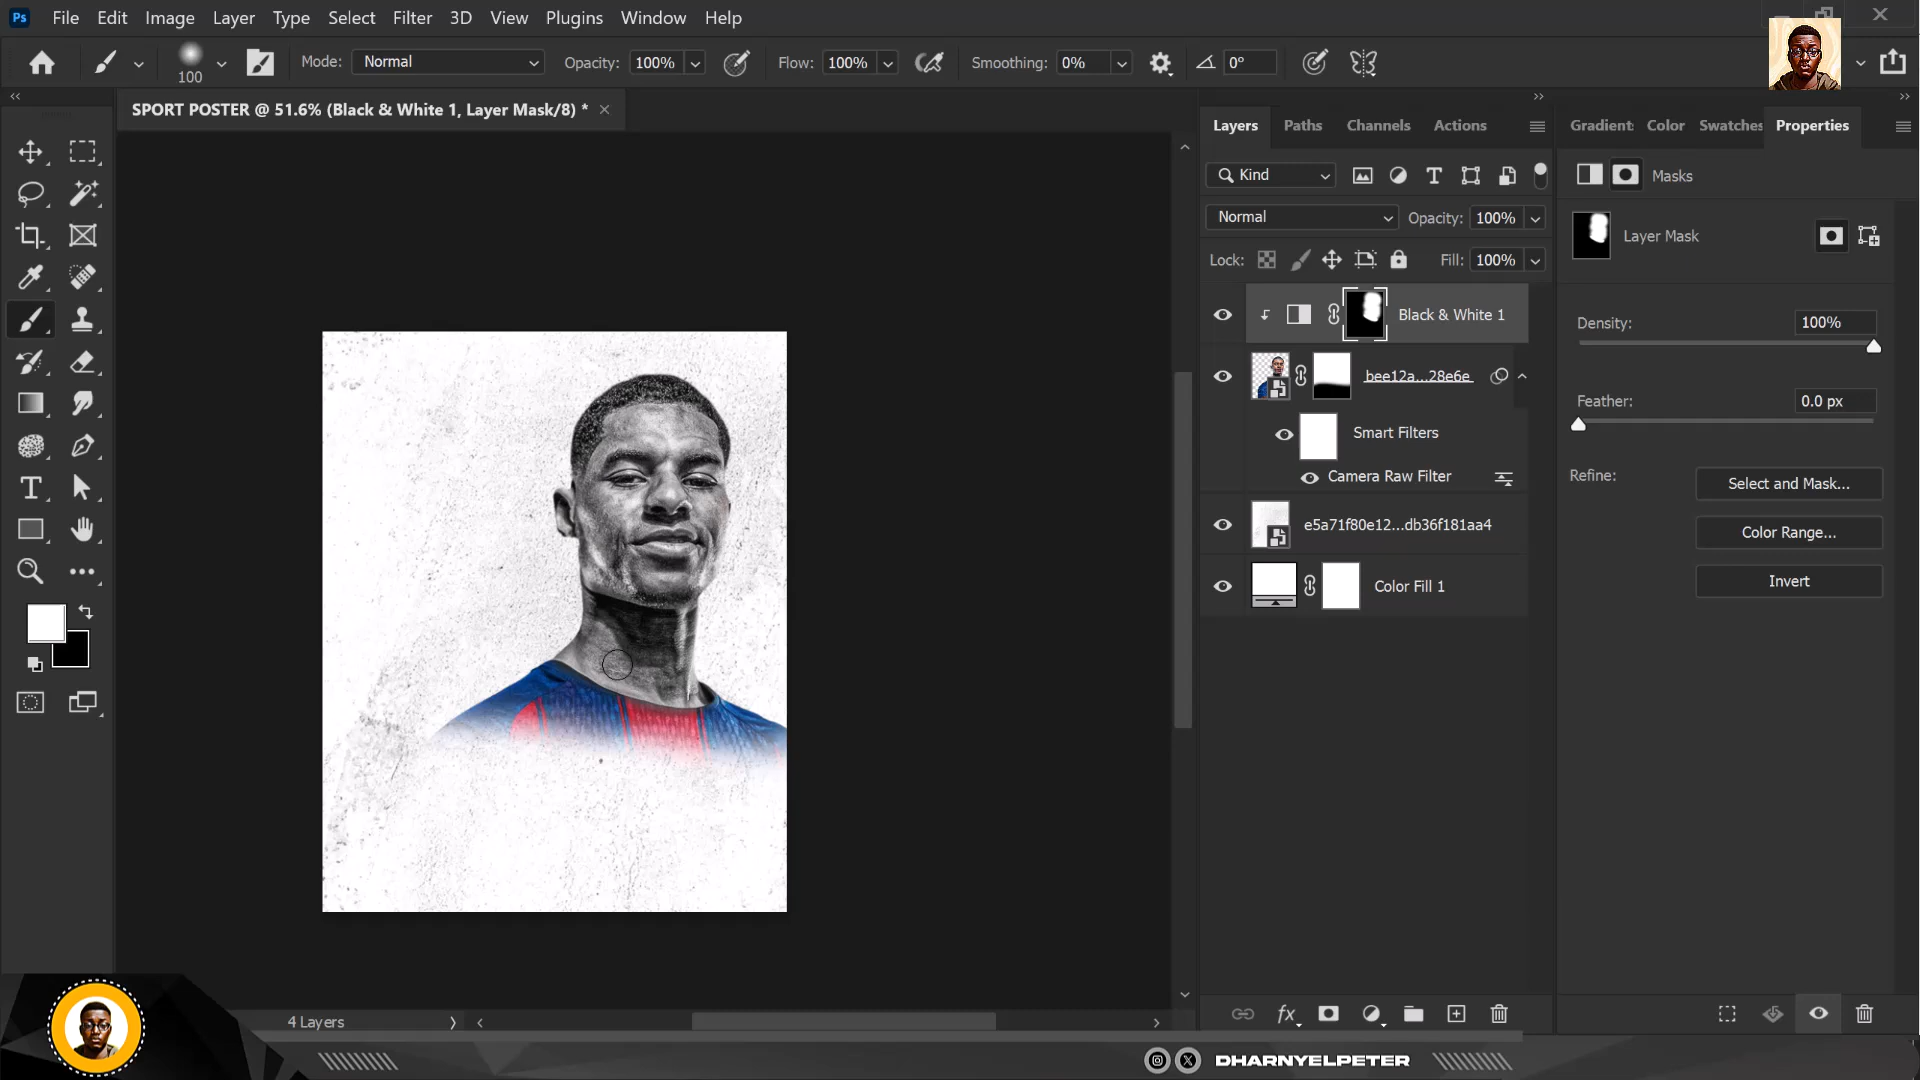 Ps File Edit Image Layer Type Select Filter 3D View Plugins Window Help
100 Mode: Normal Opacity: 100% Flow: 100% Smoothing: 0% 0°
SPORT POSTER @ 51.6% (Black & White 1, Layer Mask/8) *
Layers Paths Channels Actions
Gradient: Color Swatches Properties
Kind
Masks
Normal Opacity: 100%
Layer Mask
Lock: Fill: 100%
Black & White 1
Density: 100%
bee12a...28e6e
Feather: 0.0 px
Smart Filters
Camera Raw Filter
Refine: Select and Mask...
e5a71f80e12...db36f181aa4
Color Range...
Color Fill 1
Invert
4 Layers
fx
DHARNYELPETER